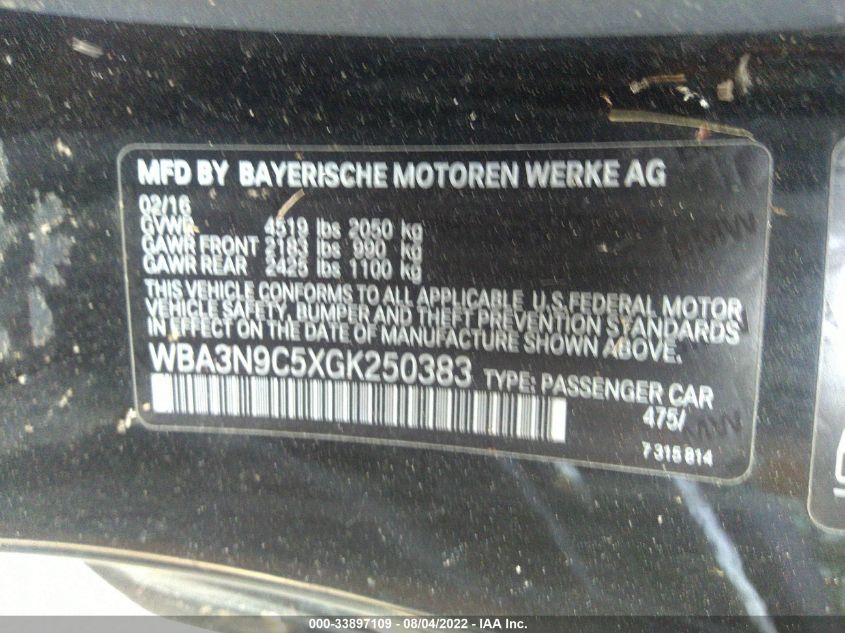 MFD BY BAYERISCHE MOTOREN WERKE AG
02/16
GVWR 4519 lbs 2050 kg
GAWR FRONT 2183 lbs 990 kg
GAWR REAR 2425 lbs 1100 kg
THIS VEHICLE CONFORMS TO ALL APPLICABLE U.S.FEDERAL MOTOR
VEHICLE SAFETY, BUMPER AND THEFT PREVENTION STANDARDS
IN EFFECT ON THE DATE OF MANUFACTURE SHOWN ABOVE.
WBA3N9C5XGK250383 TYPE: PASSENGER CAR
475/
7 315 814
BMW
000-33897109 - 08/04/2022 - IAA Inc.